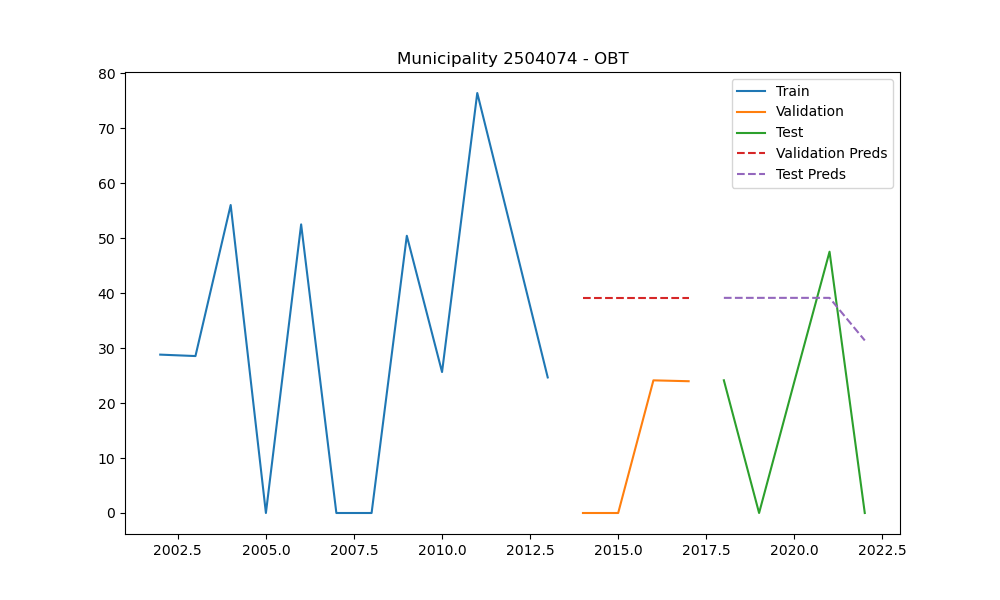 Municipality 2504074 - OBT
80
70
60
50
40
30
20
10
0
2002.5 2005.0 2007.5 2010.0 2012.5 2015.0 2017.5 2020.0 2022.5
Train
Validation
Test
Validation Preds
Test Preds